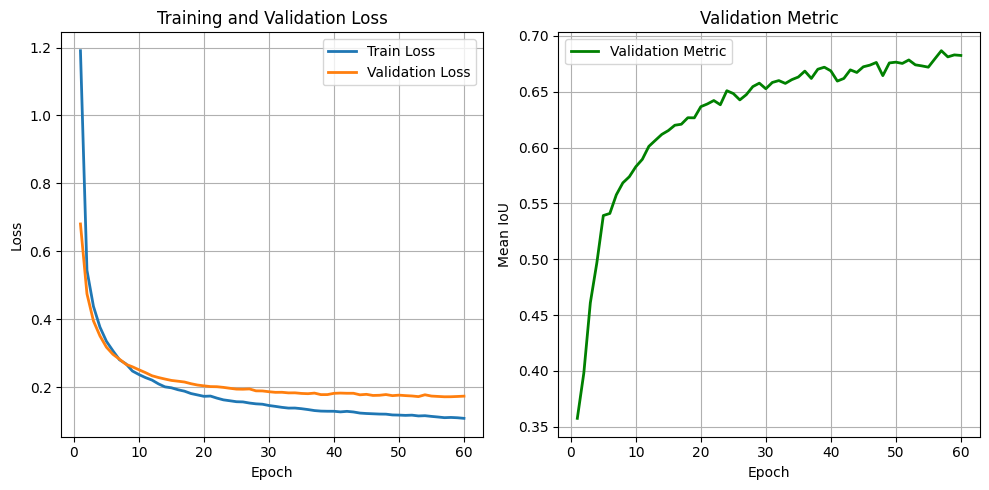 Training and Validation Loss
Train Loss
Validation Loss
1.2
1.0
0.8
0.6
0.4
0.2
Loss
0 10 20 30 40 50 60
Epoch
Validation Metric
Validation Metric
0.70
0.65
0.60
0.55
0.50
0.45
0.40
0.35
Mean IoU
0 10 20 30 40 50 60
Epoch